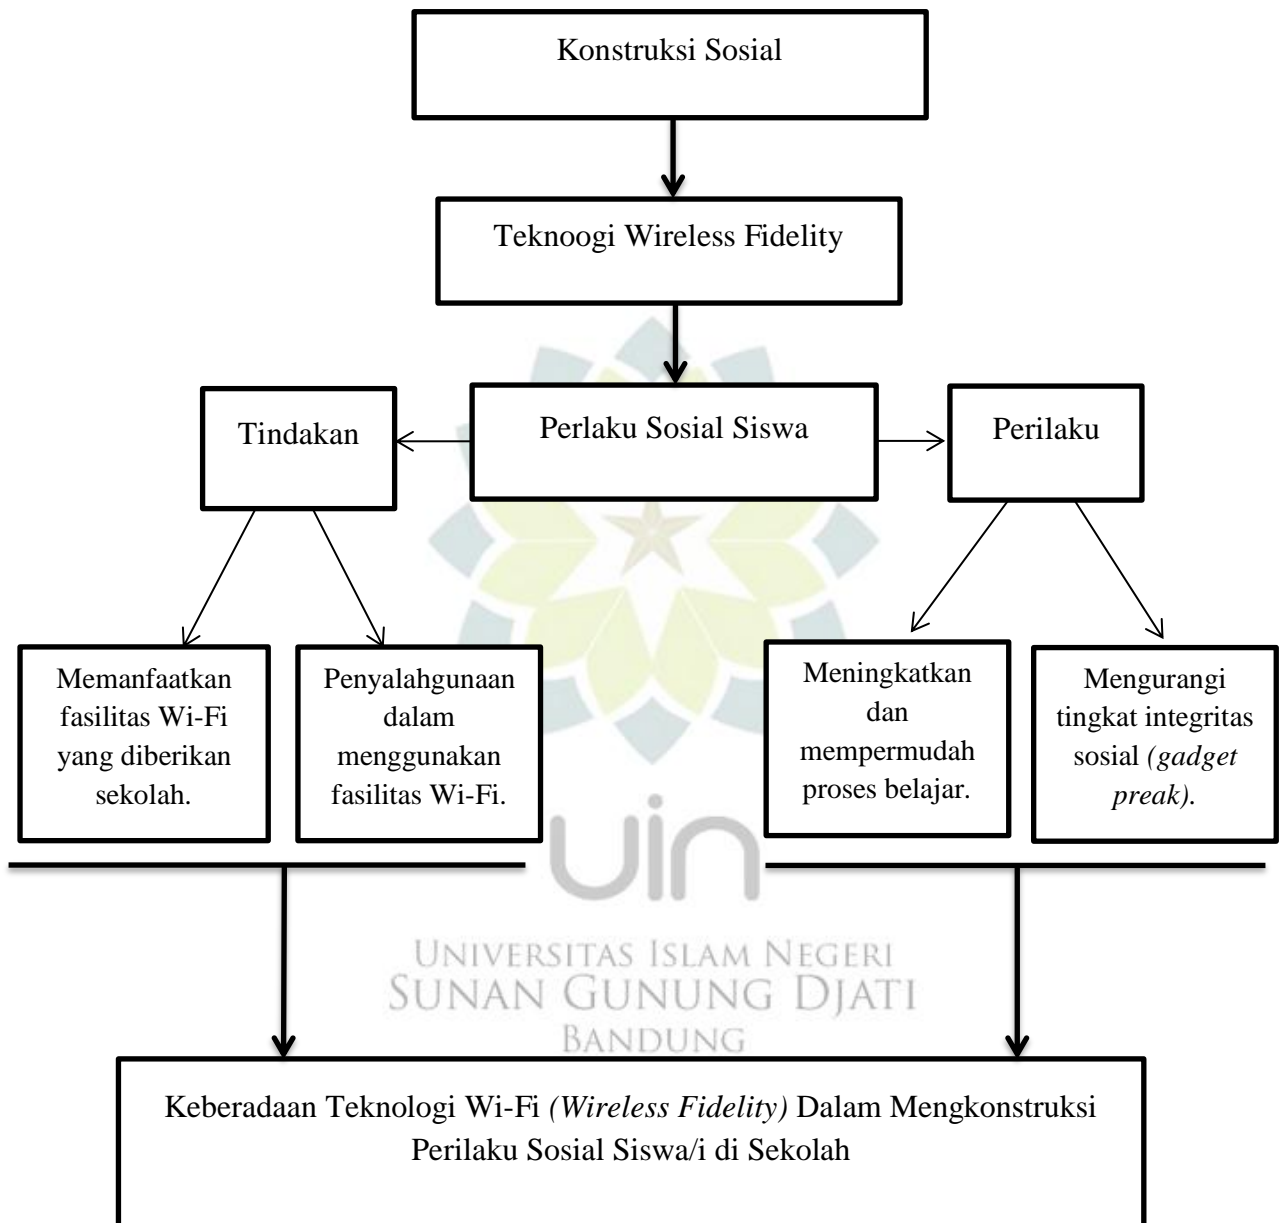 Konstruksi Sosial
Teknoogi Wireless Fidelity
Tindakan
Perlaku Sosial Siswa
Perilaku
Memanfaatkan
fasilitas Wi-Fi
yang diberikan
sekolah.
Penyalahgunaan
dalam
menggunakan
fasilitas Wi-Fi.
Meningkatkan
dan
mempermudah
proses belajar.
Mengurangi
tingkat integritas
sosial (gadget
preak).
uin
UNIVERSITAS ISLAM NEGERI
SUNAN GUNUNG DJATI
BANDUNG
Keberadaan Teknologi Wi-Fi (Wireless Fidelity) Dalam Mengkonstruksi
Perilaku Sosial Siswa/i di Sekolah